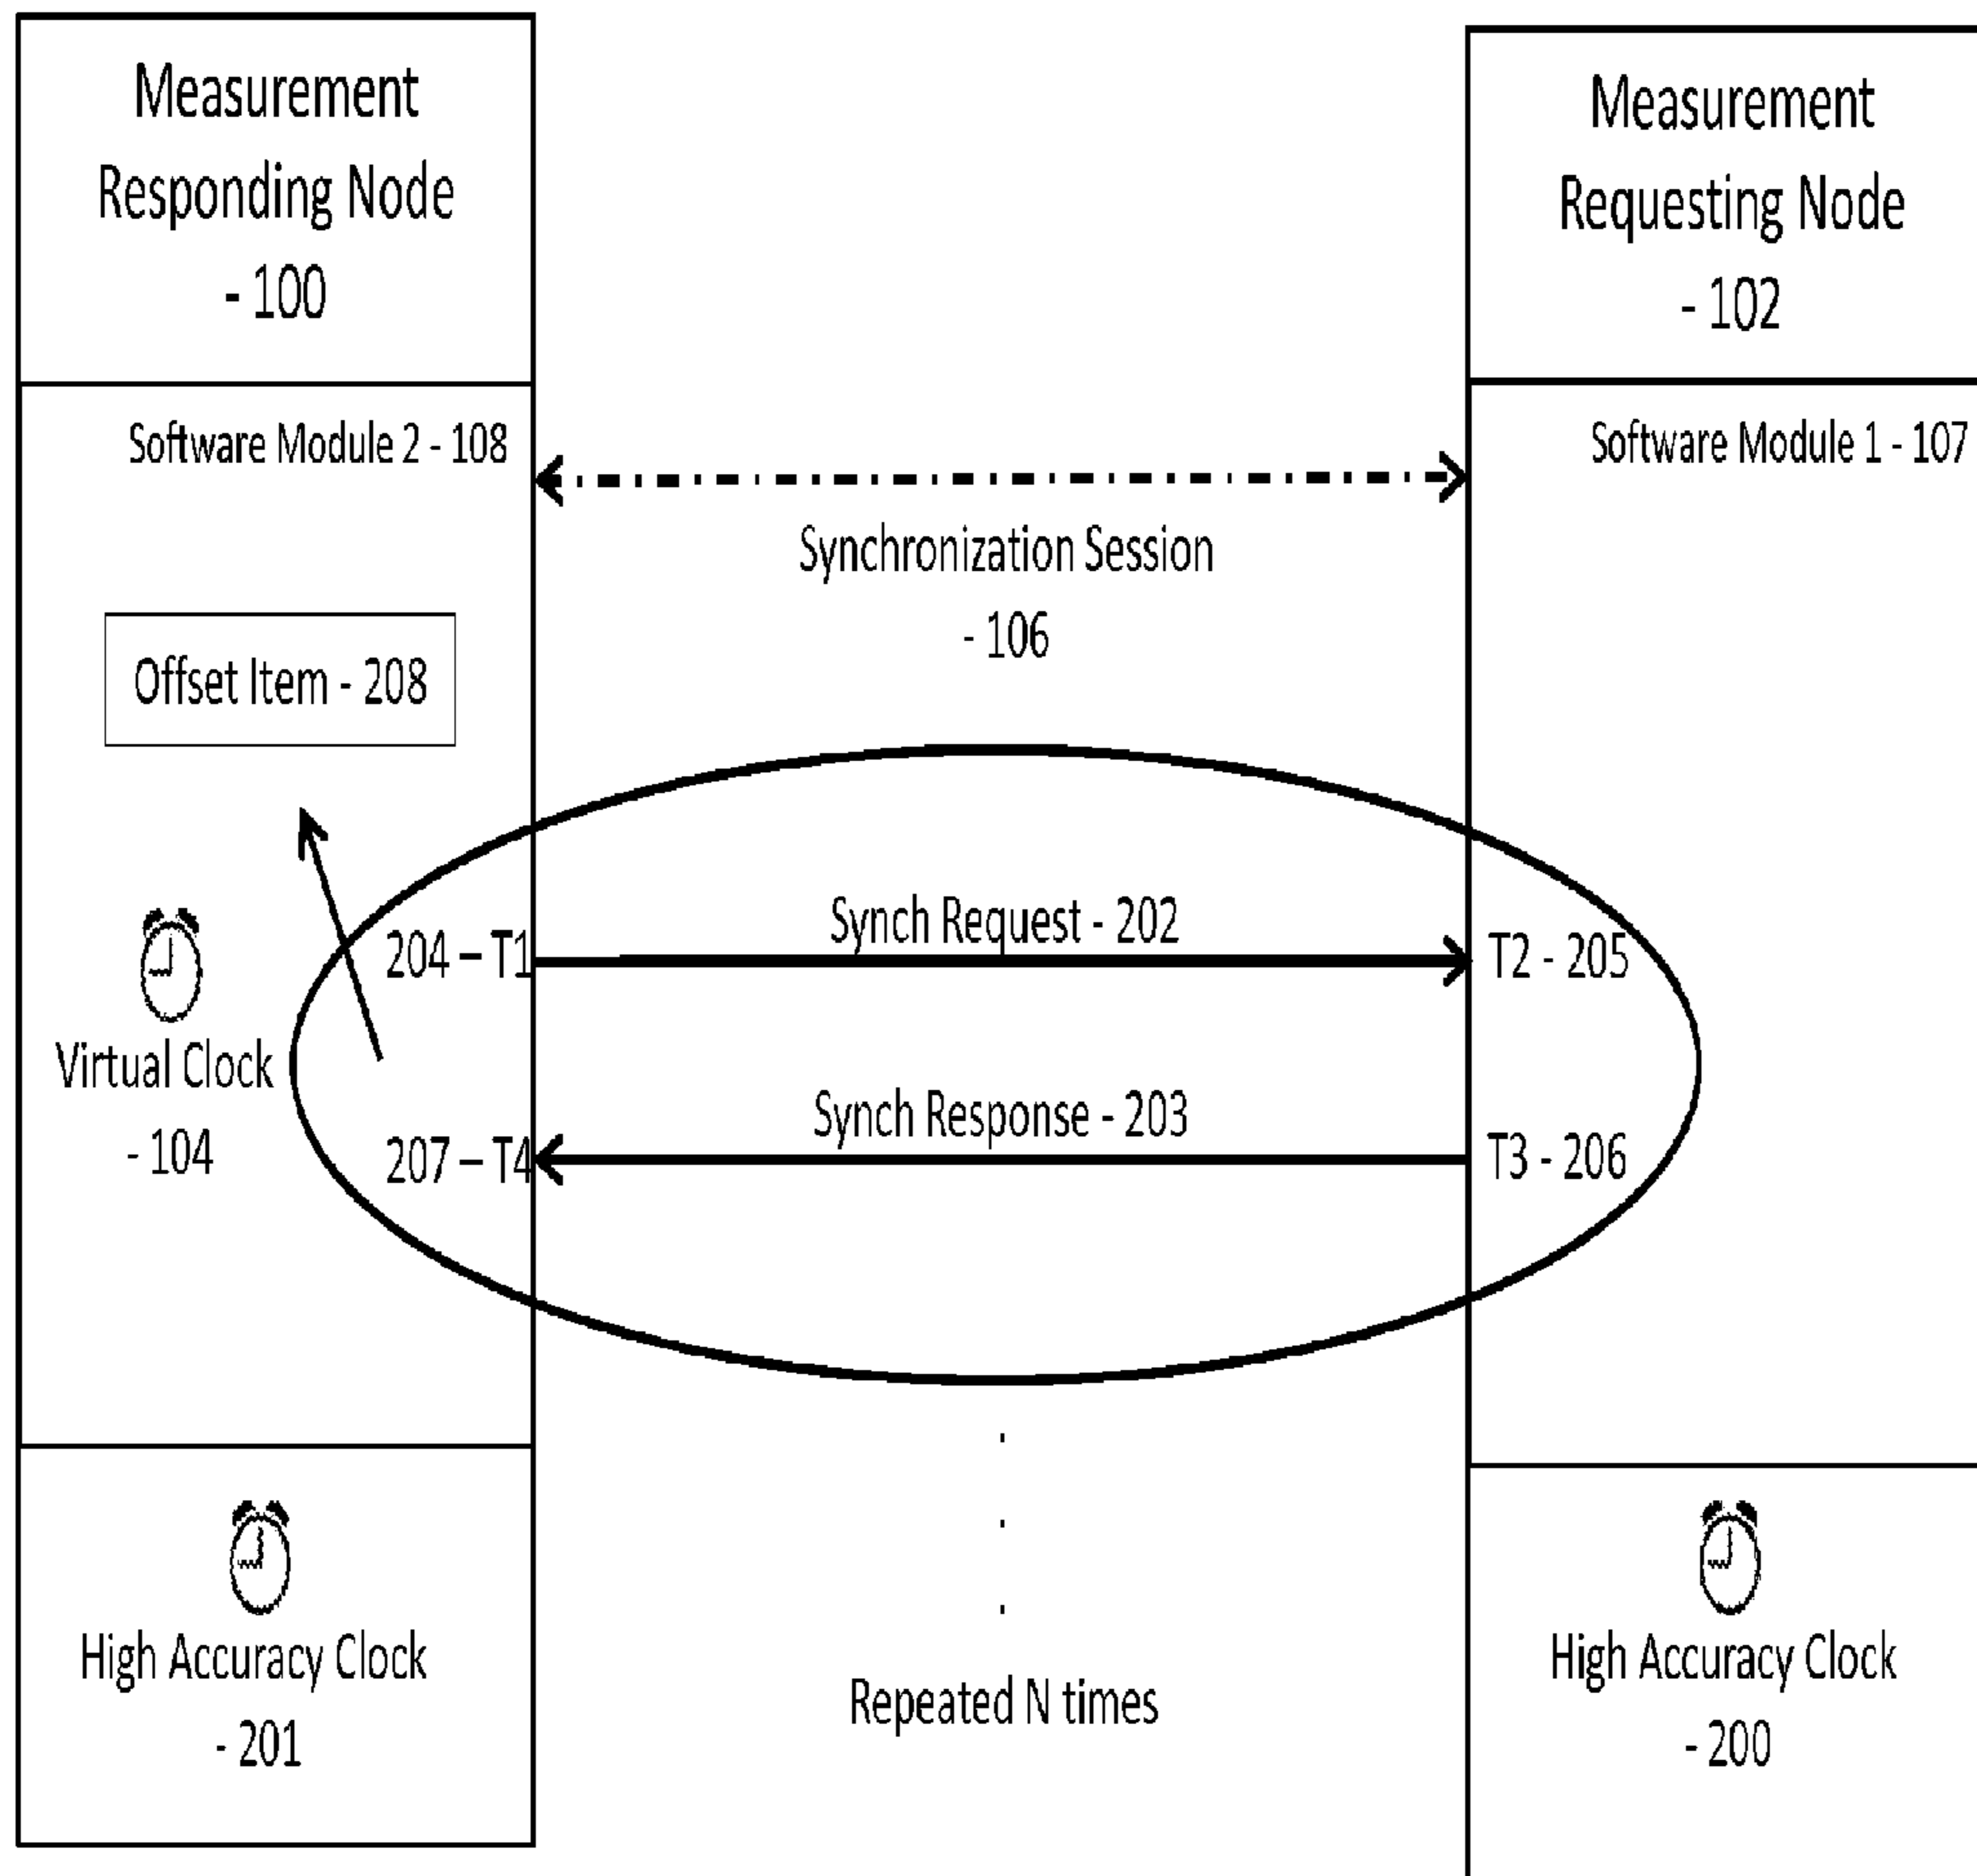 Measurement
Responding Node
- 100
Measurement
Requesting Node
- 102
Software Module 2 - 108
Software Module 1 - 107
Synchronization Session
- 106
Offset Item - 208
Synch Request - 202
204 – T1
T2 - 205
Virtual Clock
- 104
Synch Response - 203
207 – T4
T3 - 206
High Accuracy Clock
- 201
Repeated N times
High Accuracy Clock
- 200